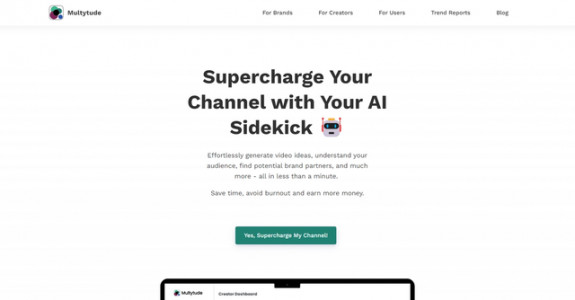 Multytude For Brands For Creators For Users Trend Reports Blog
Supercharge Your
Channel with Your AI
Sidekick
Effortlessly generate video ideas, understand your
audience, find potential brand partners, and much
more - all in less than a minute.
Save time, avoid burnout and earn more money.
Yes, Supercharge My Channel!
Multytude Creator Dashboard